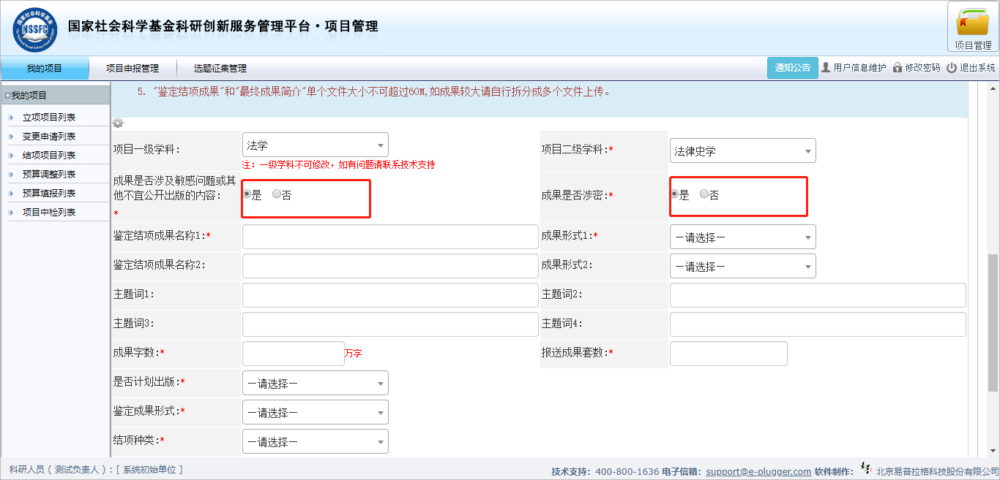 国家社会科学基金科研创新服务管理平台·项目管理
NSSFC
项目管理
我的项目 项目申报管理 选题征集管理
通知公告 用户信息维护 修改密码 退出系统
我的项目
立项项目列表
变更申请列表
结项项目列表
预算调整列表
预算填报列表
项目中检列表
5. "鉴定结项成果"和"最终成果简介"单个文件大小不可超过60M,如成果较大请自行拆分成多个文件上传。
项目一级学科: 法学 项目二级学科:* 法律史学
注：一级学科不可修改，如有问题请联系技术支持
成果是否涉及敏感问题或其
他不宜公开出版的内容: 是 否 成果是否涉密:* 是 否
*
鉴定结项成果名称1:* 成果形式1:* 一请选择一
鉴定结项成果名称2: 成果形式2: 一请选择一
主题词1: 主题词2:
主题词3: 主题词4:
成果字数:* 万字 报送成果套数:*
是否计划出版:* 一请选择一
鉴定成果形式:* 一请选择一
结项种类:* 一请选择一
科研人员 ( 测试负责人 ) : [ 系统初始单位 ]
技术支持: 400-800-1636 电子信箱: support@e-plugger.com 软件制作: 北京易普拉格科技股份有限公司